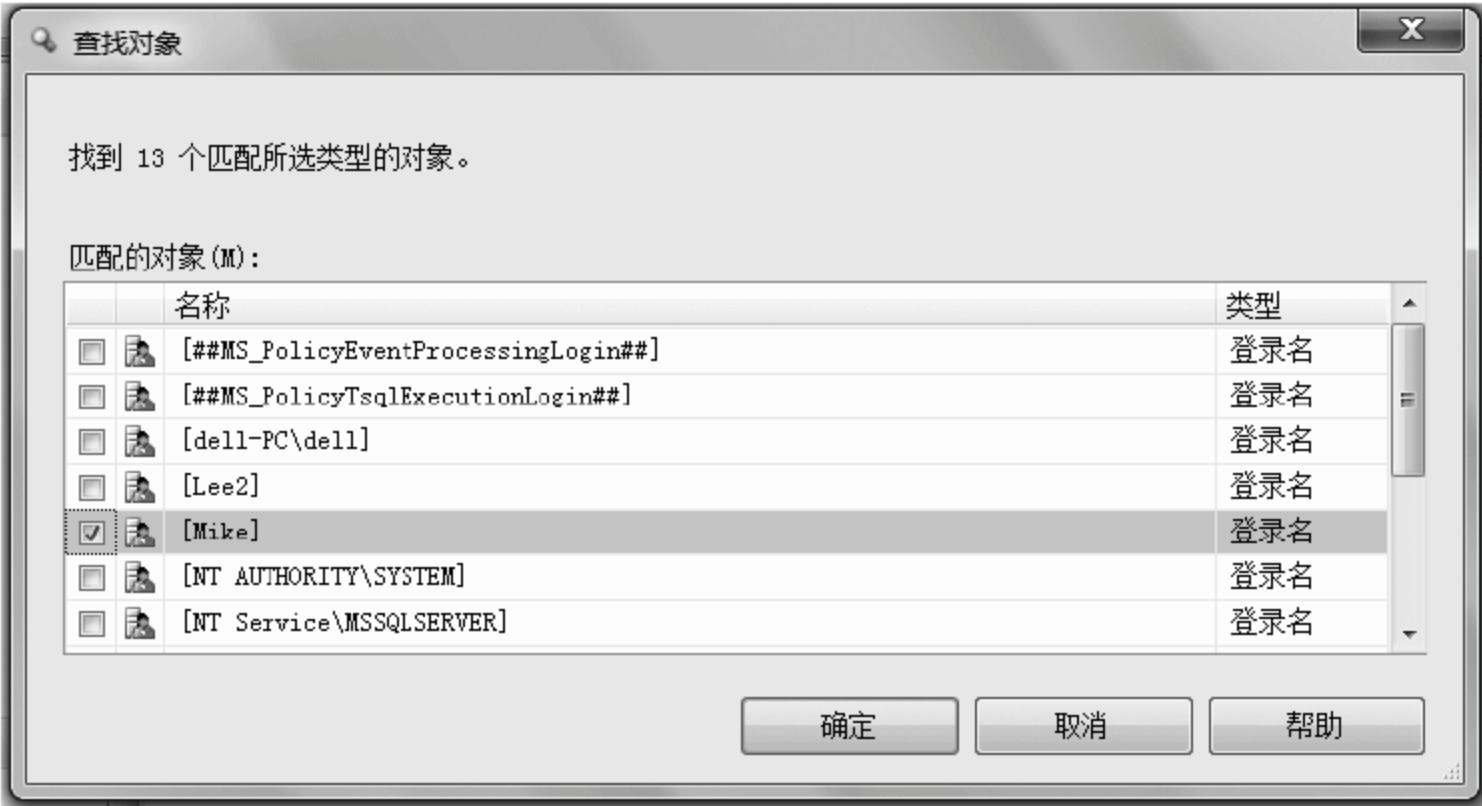 查找对象
找到 13 个匹配所选类型的对象。
匹配的对象(M):
名称 类型
[##MS_PolicyEventProcessingLogin##] 登录名
[##MS_PolicyTsqlExecutionLogin##] 登录名
[dell-PC\dell] 登录名
[Lee2] 登录名
[Mike] 登录名
[NT AUTHORITY\SYSTEM] 登录名
[NT Service\MSSQLSERVER] 登录名
确定 取消 帮助